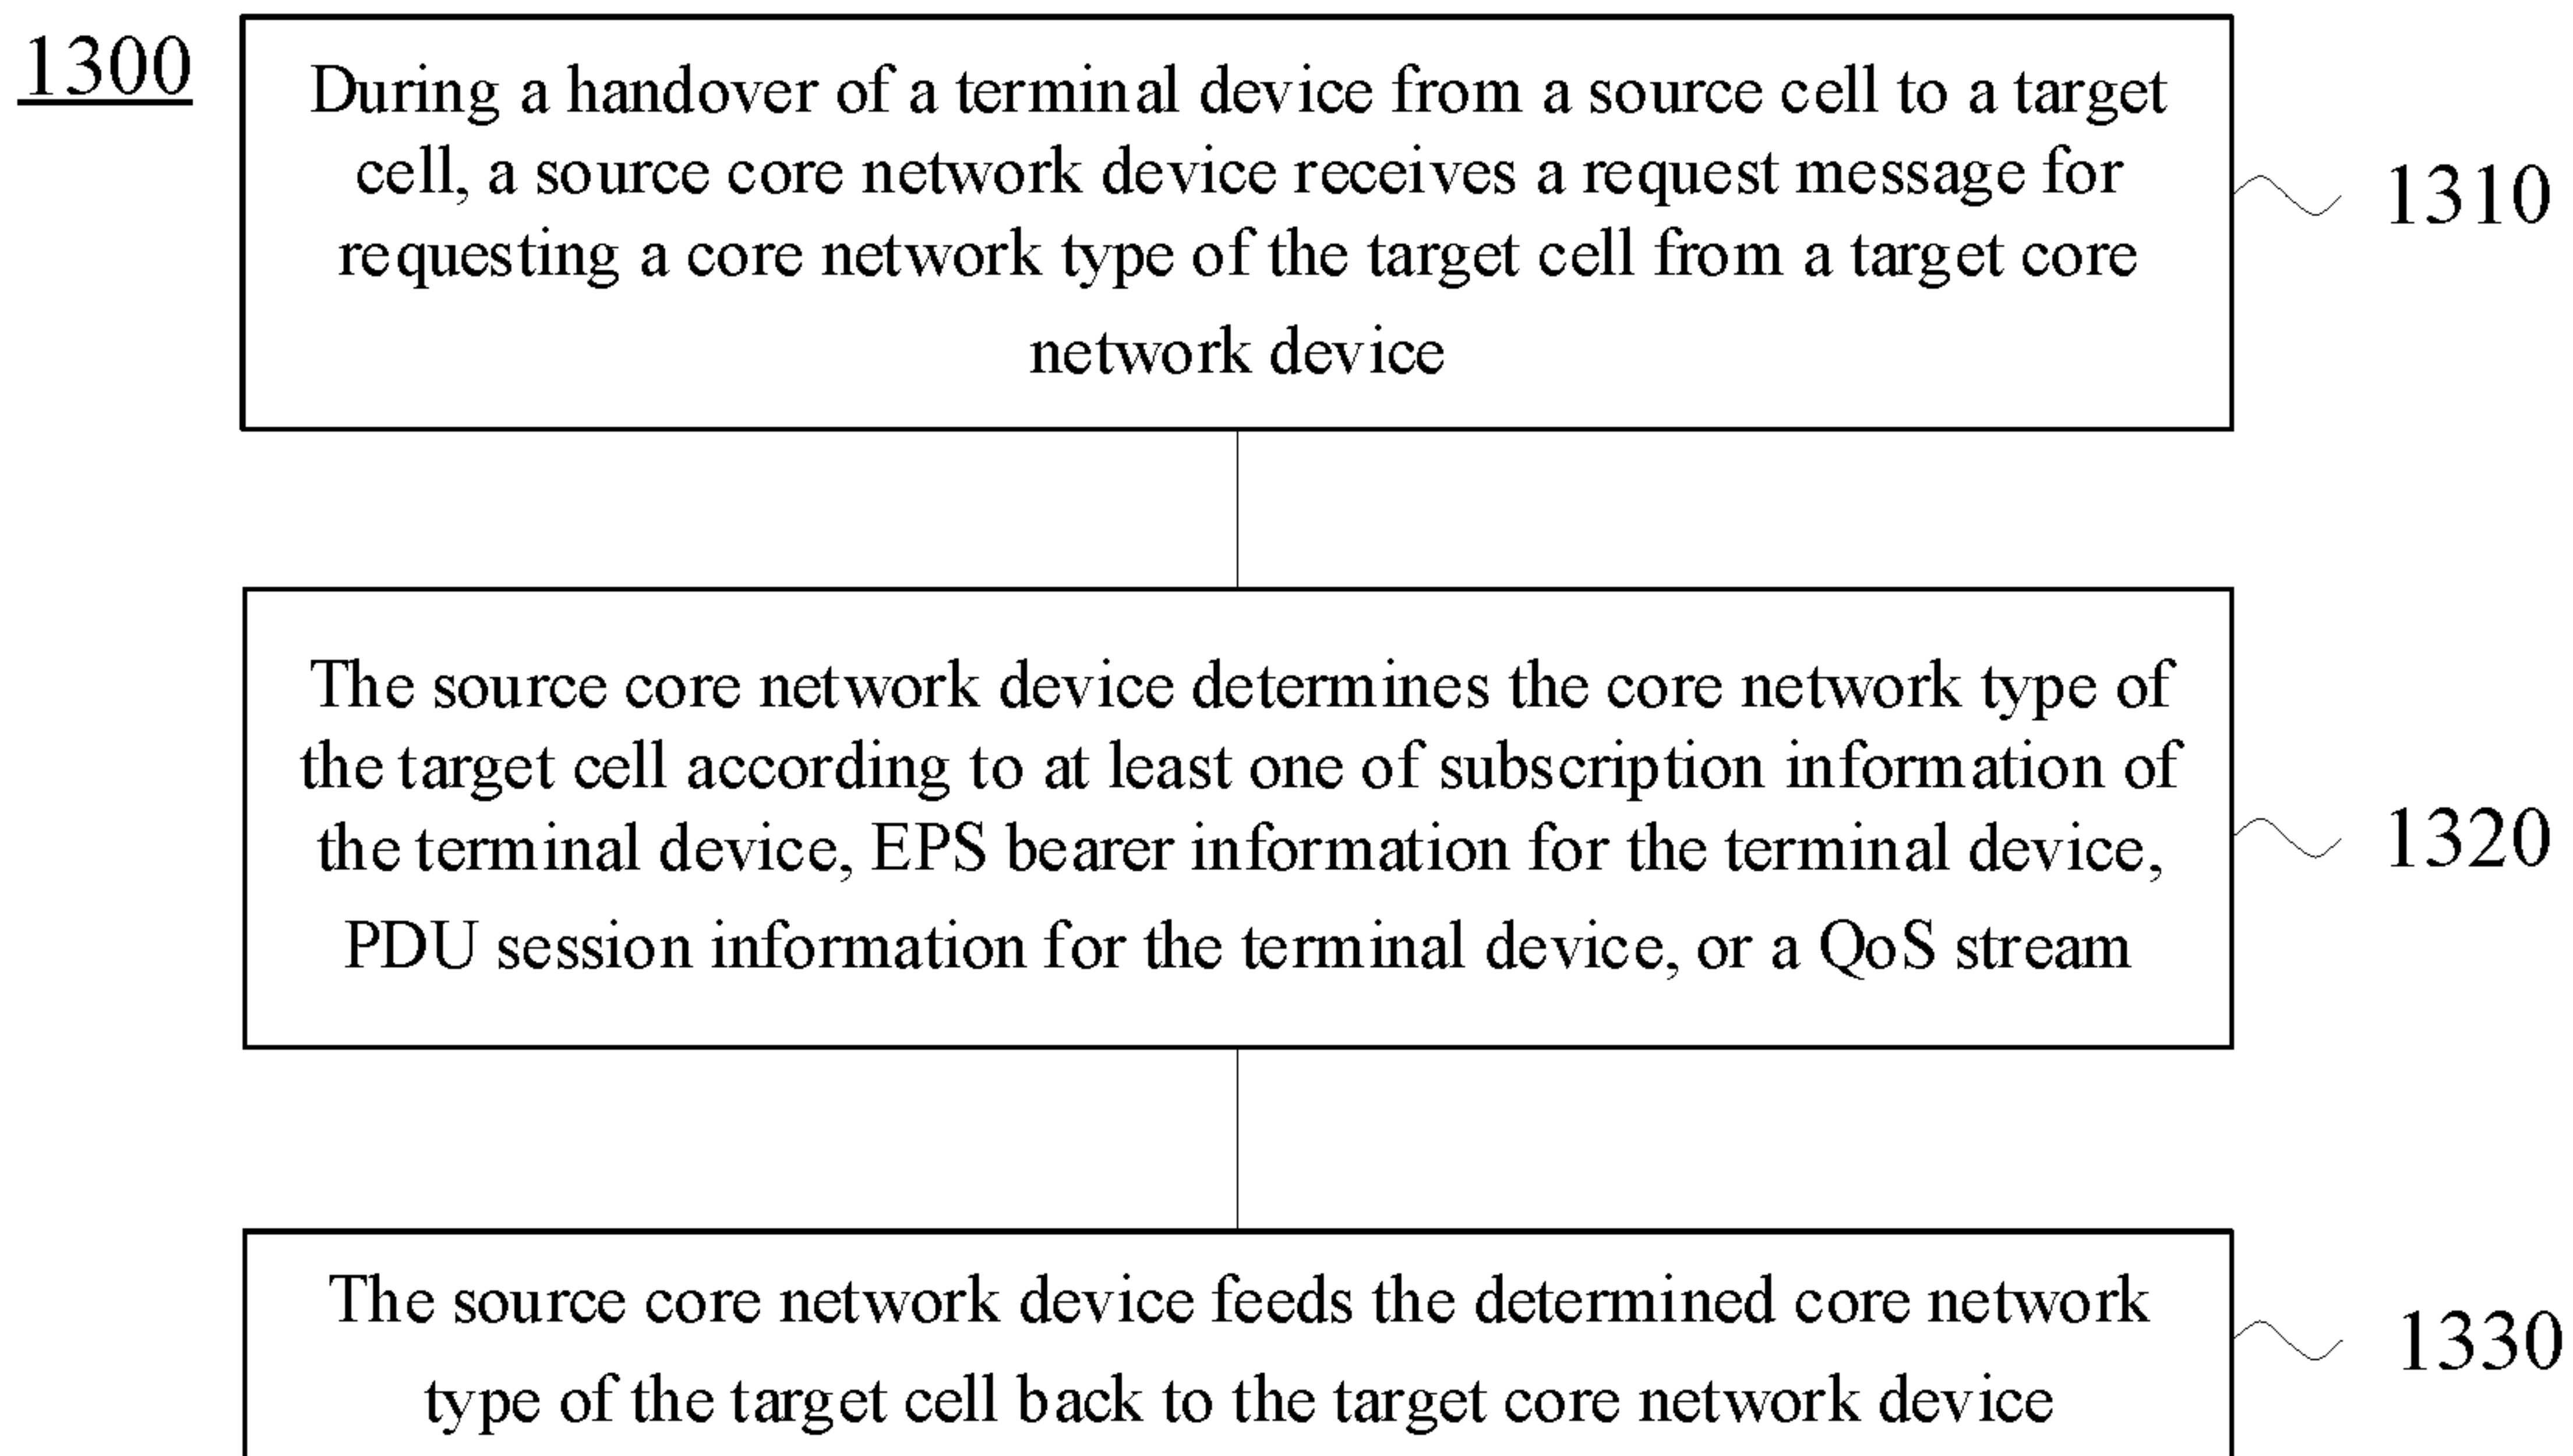 1300
During a handover of a terminal device from a source cell to a target
cell, a source core network device receives a request message for
requesting a core network type of the target cell from a target core
network device
1310
The source core network device determines the core network type of
the target cell according to at least one of subscription information of
the terminal device, EPS bearer information for the terminal device,
PDU session information for the terminal device, or a QoS stream
1320
The source core network device feeds the determined core network
type of the target cell back to the target core network device
1330